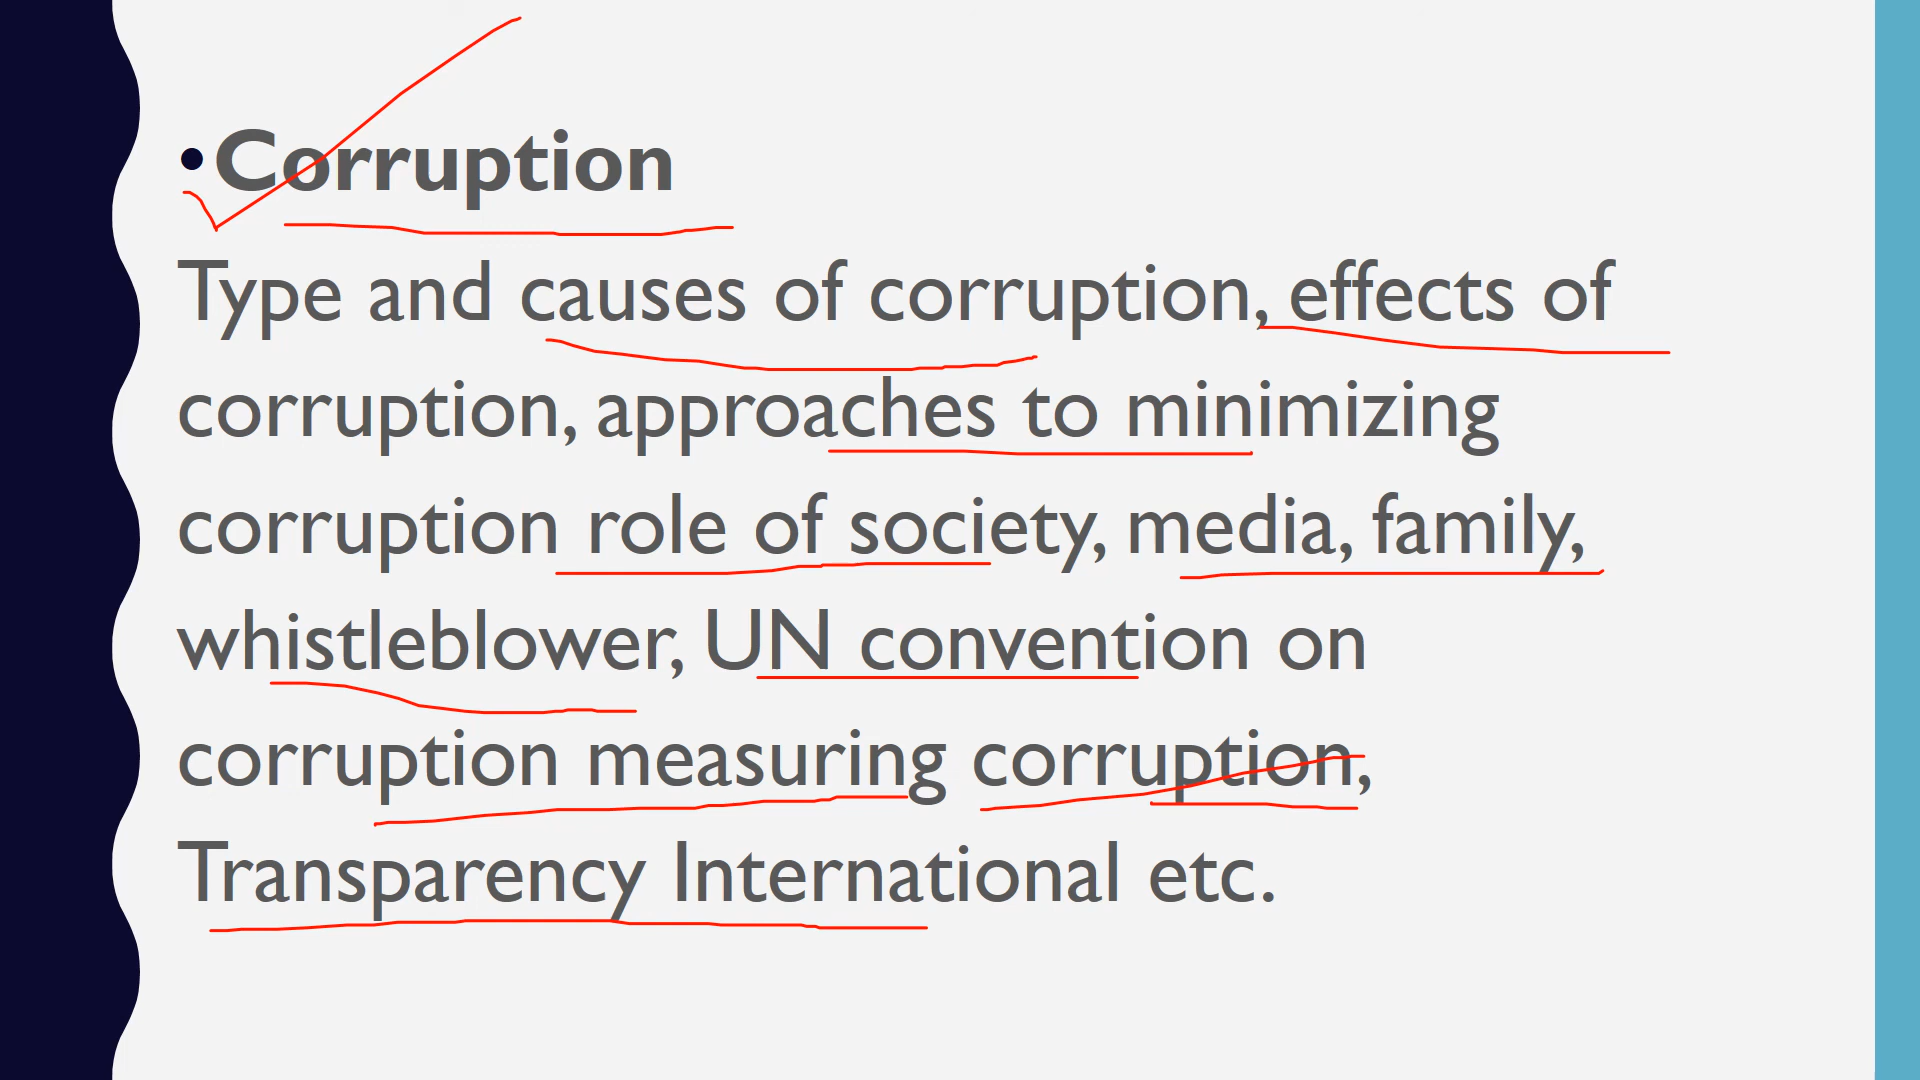 •Corruption
Type and causes of corruption, effects of
corruption, approaches to minimizing
corruption role of society, media, family,
whistleblower, UN convention on
corruption measuring corruption,
Transparency International etc.